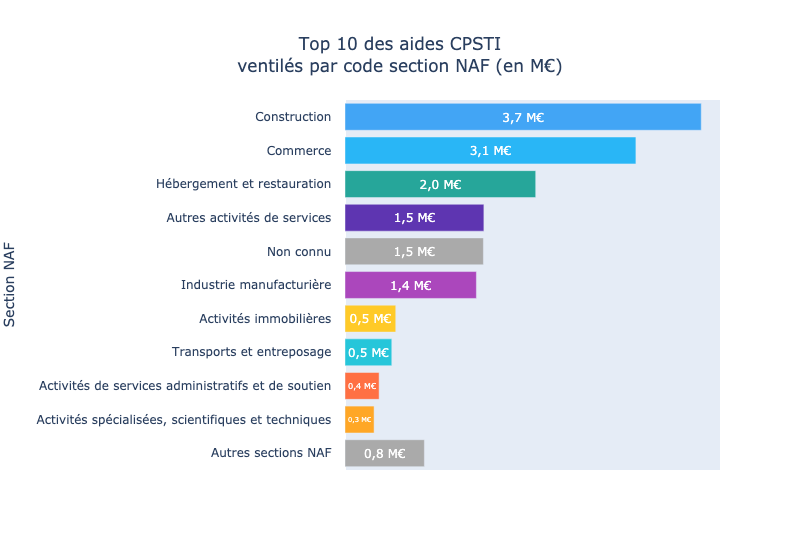 Top 10 des aides CPSTI
ventilés par code section NAF (en M€)
Section NAF
Construction 3,7 M€
Commerce 3,1 M€
Hébergement et restauration 2,0 M€
Autres activités de services 1,5 M€
Non connu 1,5 M€
Industrie manufacturière 1,4 M€
Activités immobilières 0,5 M€
Transports et entreposage 0,5 M€
Activités de services administratifs et de soutien 0,4 M€
Activités spécialisées, scientifiques et techniques 0,3 M€
Autres sections NAF 0,8 M€